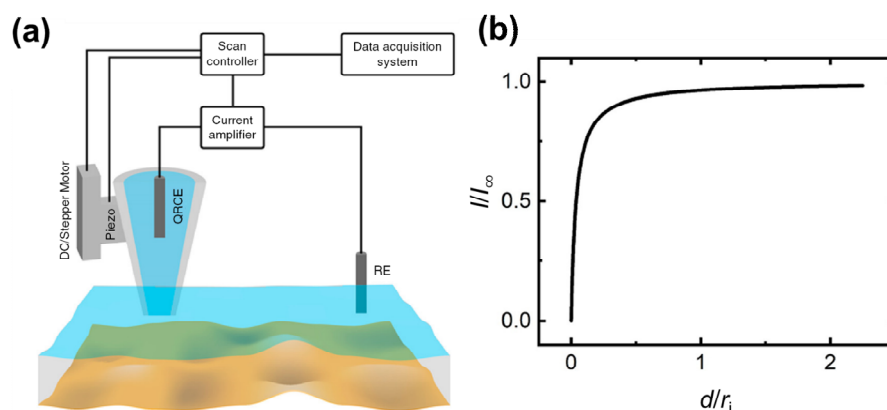 (a)
Scan
controller
Data acquisition
system
Current
amplifier
DC/Stepper Motor
Piezo
QRCE
RE
(b)
1.0
0.5
0.0
I/I∞
0
1
2
d/ri